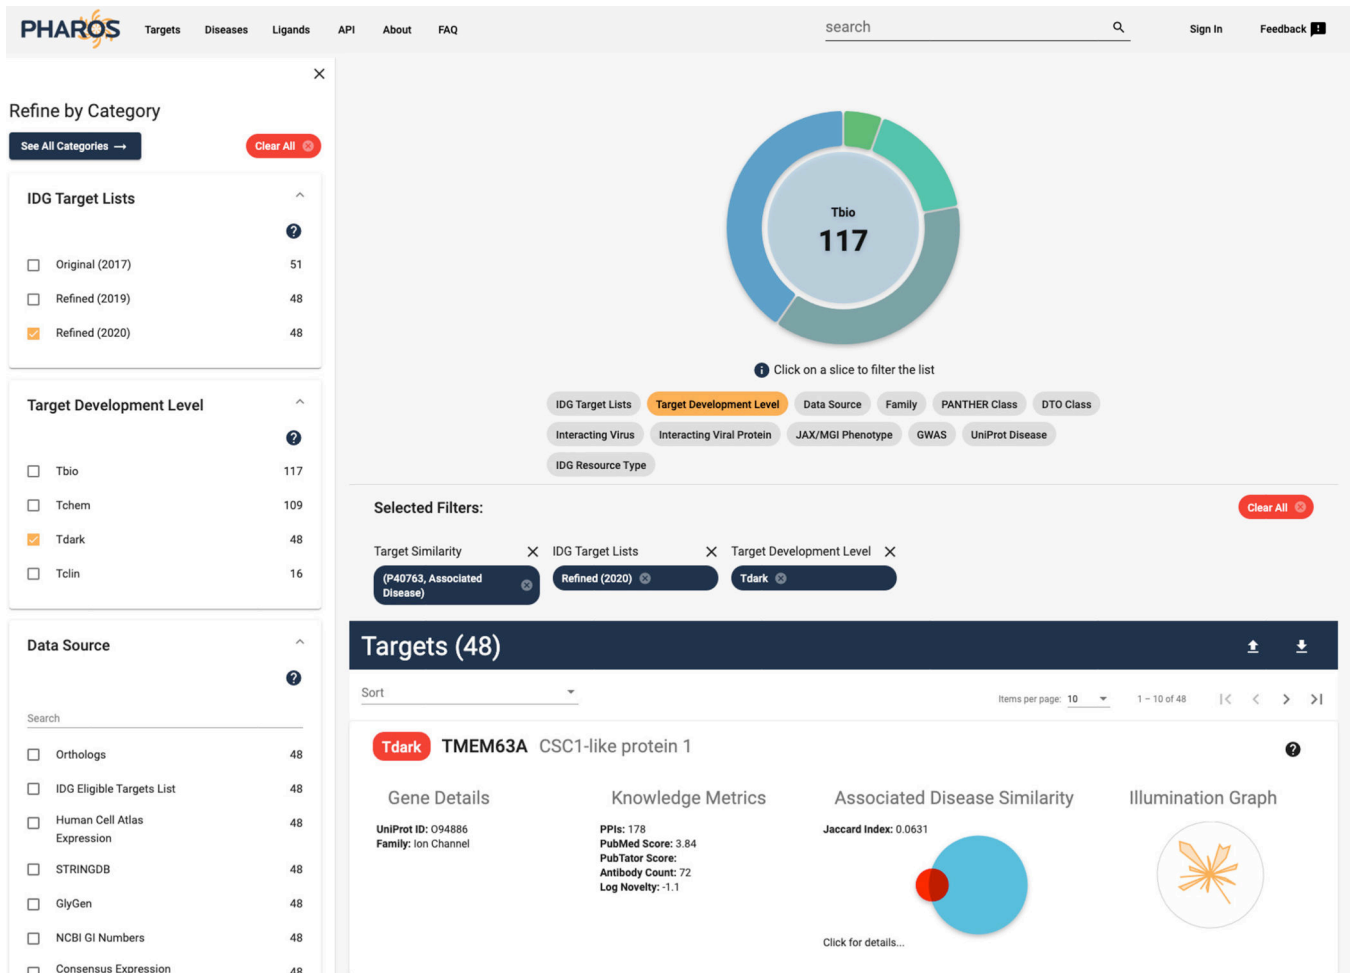 PHAROS Targets Diseases Ligands API About FAQ search Sign In Feedback
Refine by Category
See All Categories → Clear All
IDG Target Lists
Original (2017) 51
Refined (2019) 48
Refined (2020) 48
Target Development Level
Tbio 117
Tchem 109
Tdark 48
Tclin 16
Data Source
Search
Orthologs 48
IDG Eligible Targets List 48
Human Cell Atlas
Expression 48
STRINGDB 48
GlyGen 48
NCBI GI Numbers 48
Consensus Expression 48
Tbio
117
Click on a slice to filter the list
IDG Target Lists Target Development Level Data Source Family PANTHER Class DTO Class
Interacting Virus Interacting Viral Protein JAX/MGI Phenotype GWAS UniProt Disease
IDG Resource Type
Selected Filters: Clear All
Target Similarity IDG Target Lists Target Development Level
(P40763, Associated
Disease) Refined (2020) Tdark
Targets (48)
Sort Items per page: 10 1 – 10 of 48
Tdark TMEM63A CSC1-like protein 1
Gene Details
UniProt ID: O94886
Family: Ion Channel
Knowledge Metrics
PPIs: 178
PubMed Score: 3.84
PubTator Score:
Antibody Count: 72
Log Novelty: -1.1
Associated Disease Similarity
Jaccard Index: 0.0631
Click for details...
Illumination Graph